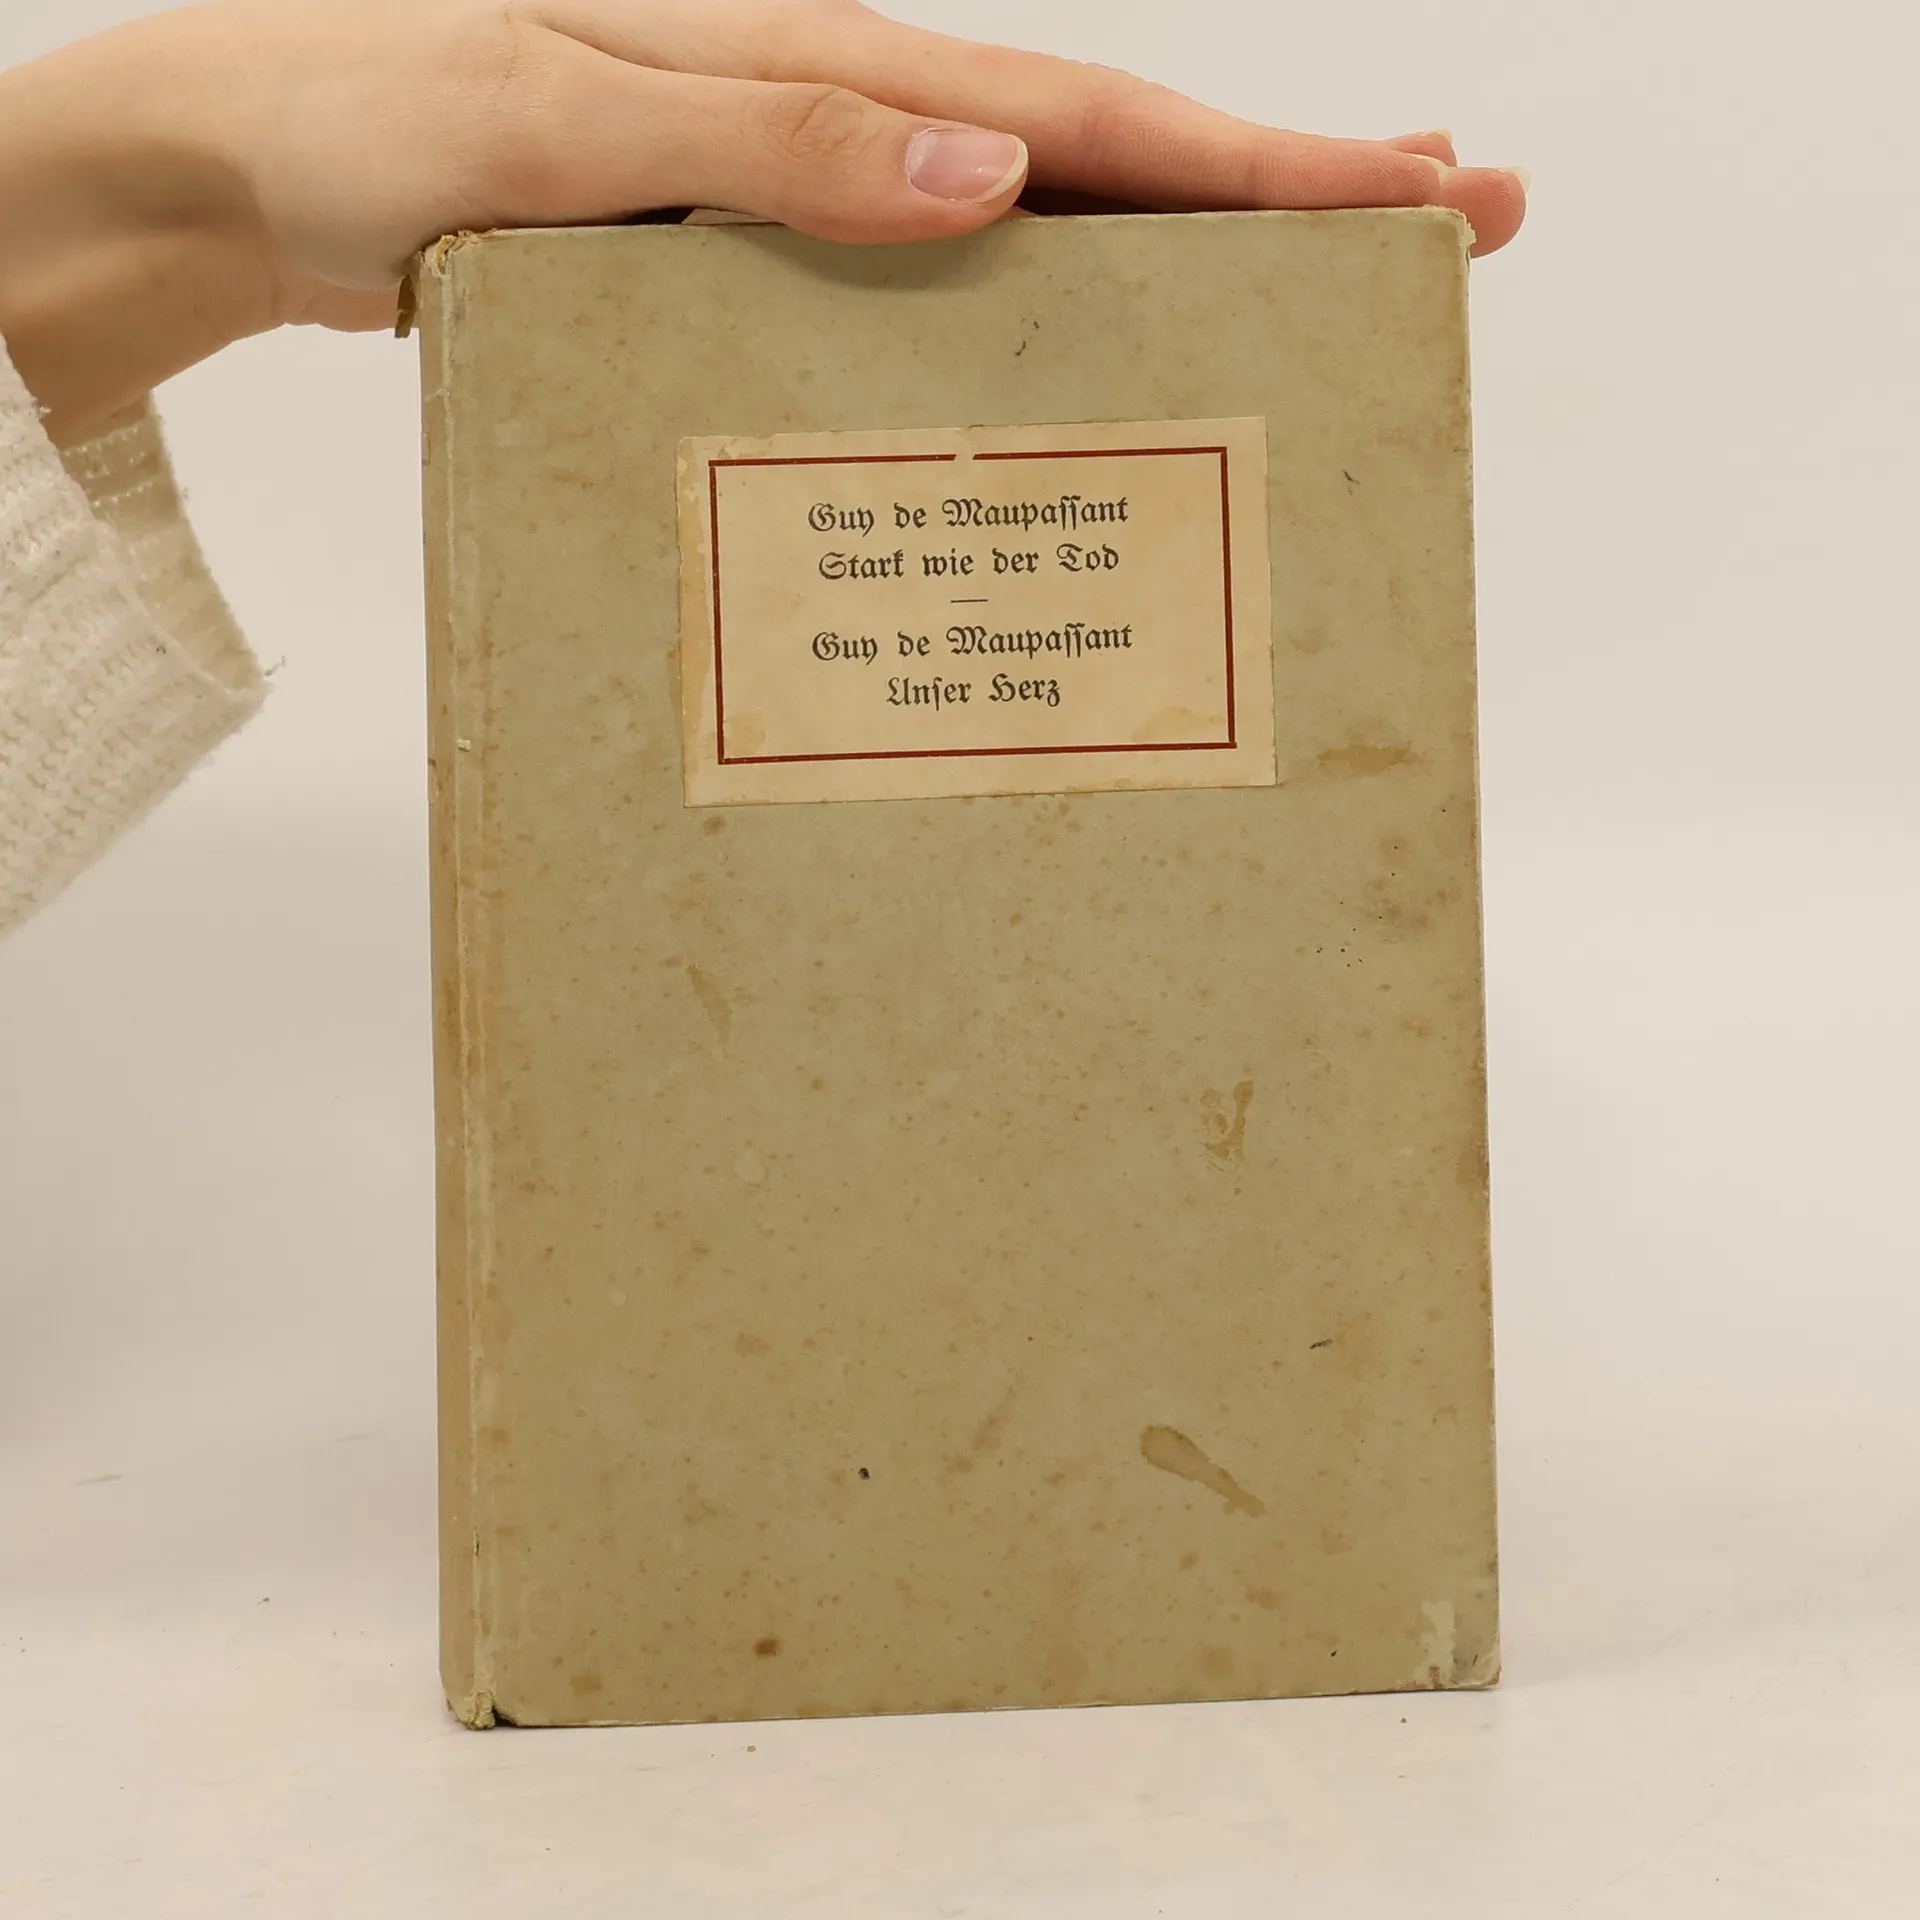 Guy de Maupaſſant
Stark wie der Tod
—
Guy de Maupaſſant
Unſer Herz